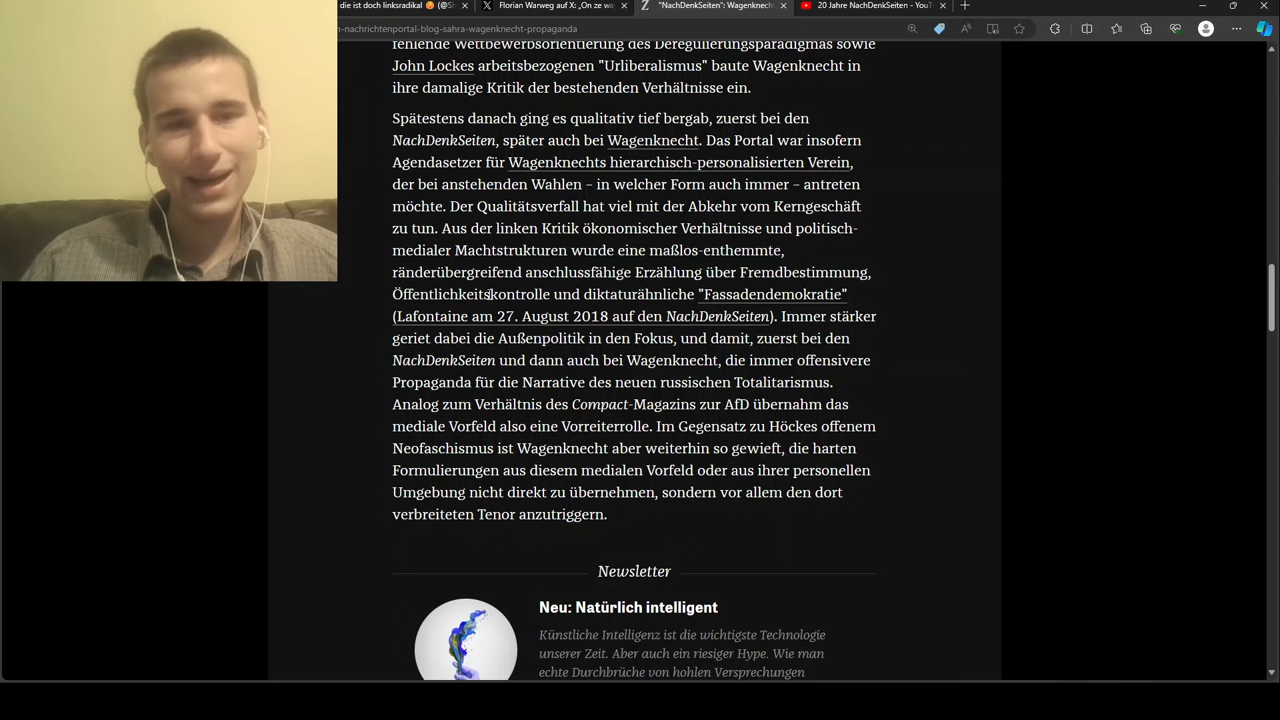 die ist doch linksradikal 😡 (@S
Florian Warweg auf X: „On ze wa
"NachDenkSeiten": Wagenknech
20 Jahre NachDenkSeiten - YouT
n-nachrichtenportal-blog-sahra-wagenknecht-propaganda
fehlende Wettbewerbsorientierung des Deregulierungsparadigmas sowie
John Lockes arbeitsbezogenen "Urliberalismus" baute Wagenknecht in
ihre damalige Kritik der bestehenden Verhältnisse ein.
Spätestens danach ging es qualitativ tief bergab, zuerst bei den
NachDenkSeiten, später auch bei Wagenknecht. Das Portal war insofern
Agendasetzer für Wagenknechts hierarchisch-personalisierten Verein,
der bei anstehenden Wahlen – in welcher Form auch immer – antreten
möchte. Der Qualitätsverfall hat viel mit der Abkehr vom Kerngeschäft
zu tun. Aus der linken Kritik ökonomischer Verhältnisse und politisch-
medialer Machtstrukturen wurde eine maßlos-enthemmte,
ränderübergreifend anschlussfähige Erzählung über Fremdbestimmung,
Öffentlichkeitskontrolle und diktaturähnliche "Fassadendemokratie"
(Lafontaine am 27. August 2018 auf den NachDenkSeiten). Immer stärker
geriet dabei die Außenpolitik in den Fokus, und damit, zuerst bei den
NachDenkSeiten und dann auch bei Wagenknecht, die immer offensivere
Propaganda für die Narrative des neuen russischen Totalitarismus.
Analog zum Verhältnis des Compact-Magazins zur AfD übernahm das
mediale Vorfeld also eine Vorreiterrolle. Im Gegensatz zu Höckes offenem
Neofaschismus ist Wagenknecht aber weiterhin so gewieft, die harten
Formulierungen aus diesem medialen Vorfeld oder aus ihrer personellen
Umgebung nicht direkt zu übernehmen, sondern vor allem den dort
verbreiteten Tenor anzutriggern.
Newsletter
Neu: Natürlich intelligent
Künstliche Intelligenz ist die wichtigste Technologie
unserer Zeit. Aber auch ein riesiger Hype. Wie man
echte Durchbrüche von hohlen Versprechungen